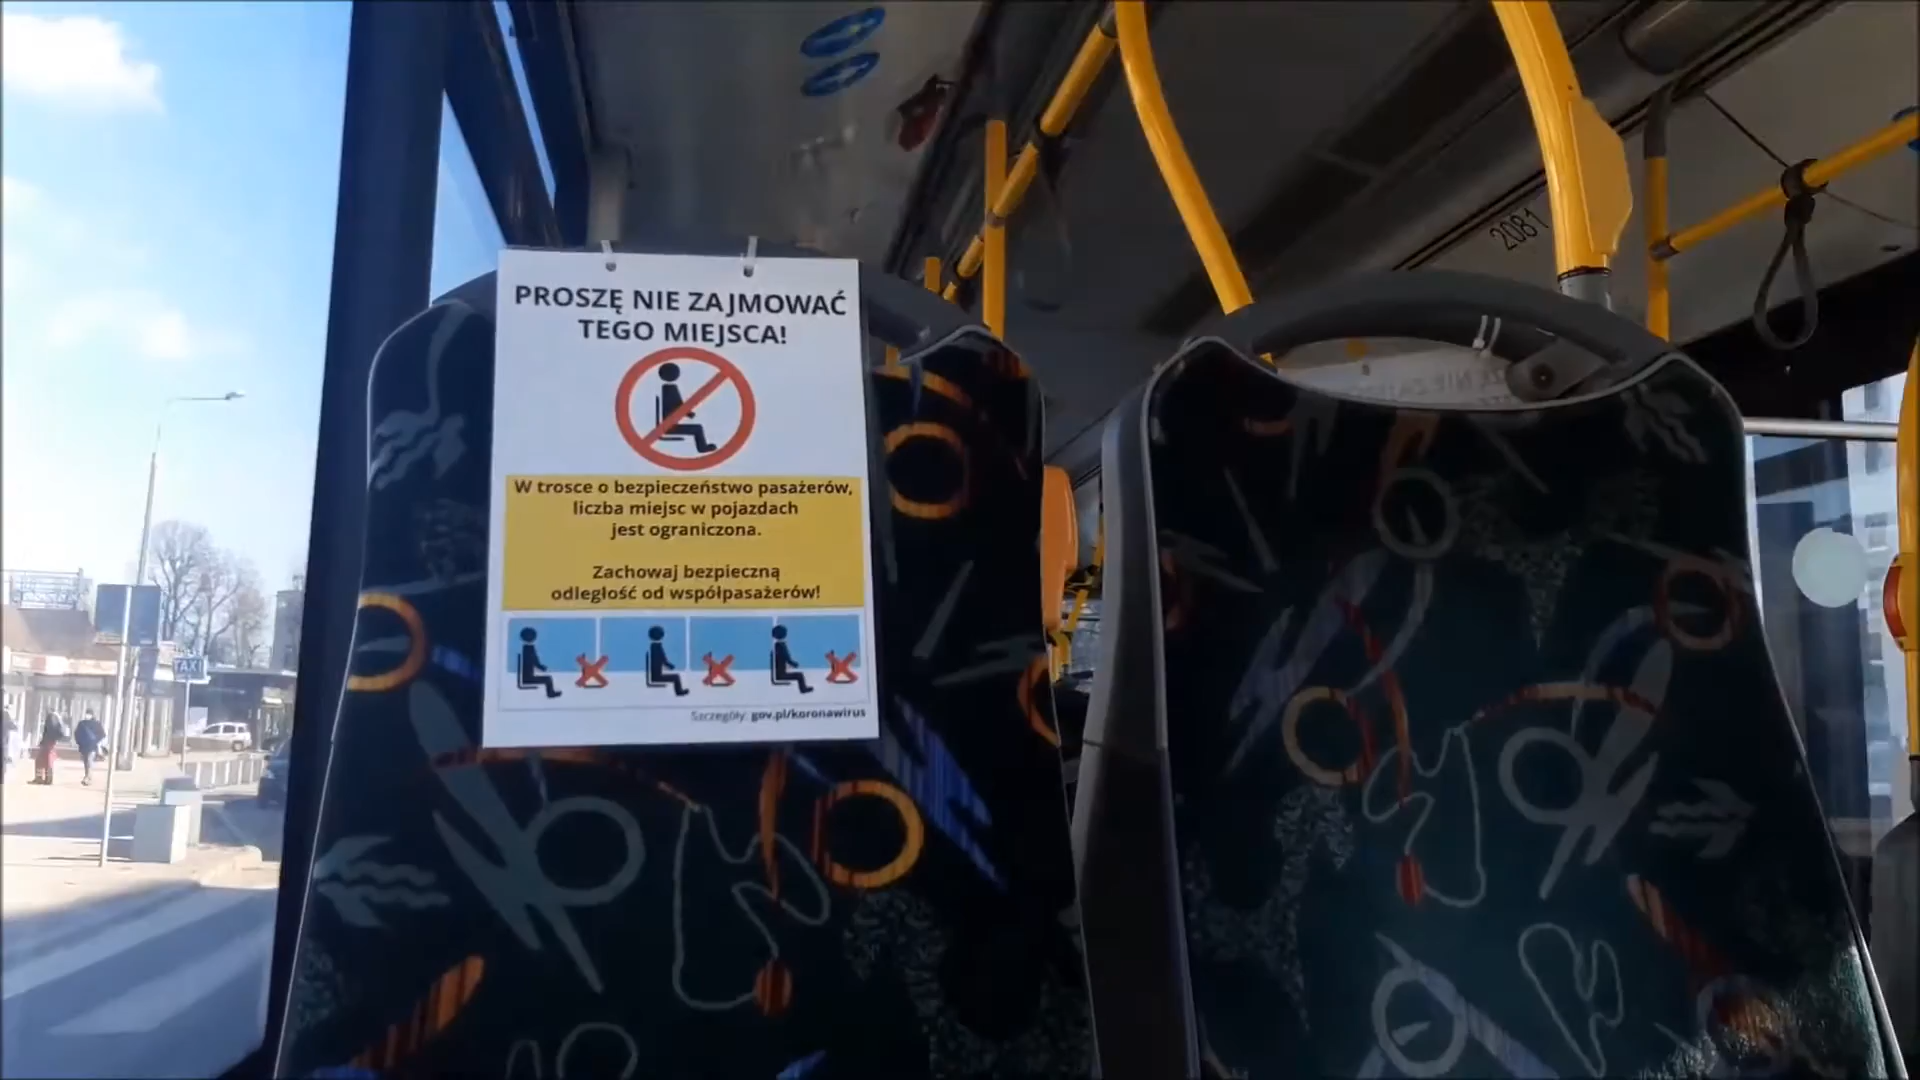 PROSZĘ NIE ZAJMOWAĆ
TEGO MIEJSCA!
W trosce o bezpieczeństwo pasażerów,
liczba miejsc w pojazdach
jest ograniczona.
Zachowaj bezpieczną
odległość od współpasażerów!
Szczegóły: gov.pl/koronawirus
2081
TAXI